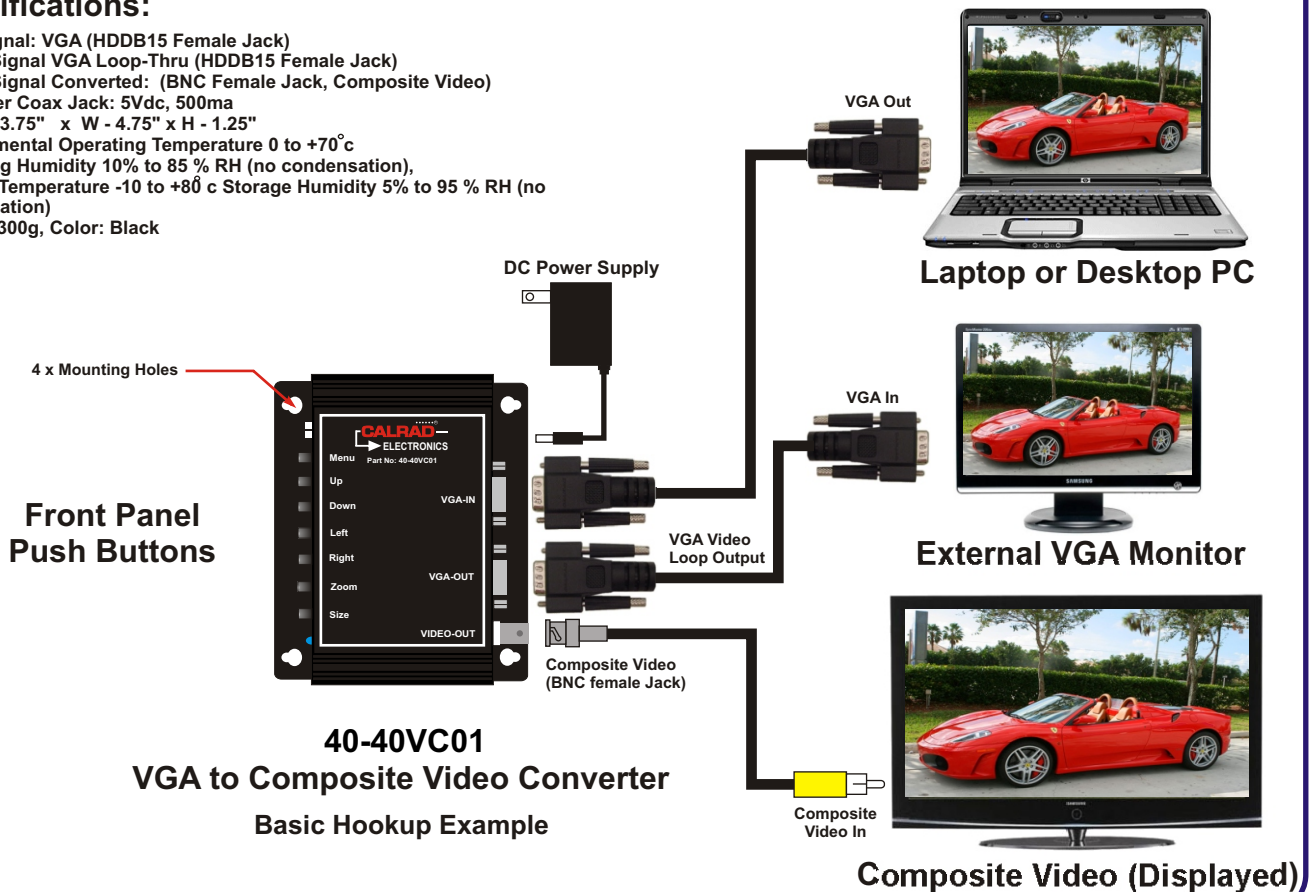 ifications:
gnal: VGA (HDDB15 Female Jack)
Signal VGA Loop-Thru (HDDB15 Female Jack)
Signal Converted: (BNC Female Jack, Composite Video)
er Coax Jack: 5Vdc, 500ma
3.75" x W - 4.75" x H - 1.25"
mental Operating Temperature 0 to +70°c
g Humidity 10% to 85 % RH (no condensation),
Temperature -10 to +80° c Storage Humidity 5% to 95 % RH (no
ation)
300g, Color: Black
VGA Out
Laptop or Desktop PC
DC Power Supply
4 x Mounting Holes
VGA In
CALRAD®
ELECTRONICS
Part No: 40-40VC01
Menu
Up
Down
Left
Right
Zoom
Size
VGA-IN
VGA-OUT
VIDEO-OUT
Front Panel
Push Buttons
VGA Video
Loop Output
SAMSUNG
External VGA Monitor
Composite Video
(BNC female Jack)
40-40VC01
VGA to Composite Video Converter
Basic Hookup Example
Composite
Video In
SAMSUNG
Composite Video (Displayed)